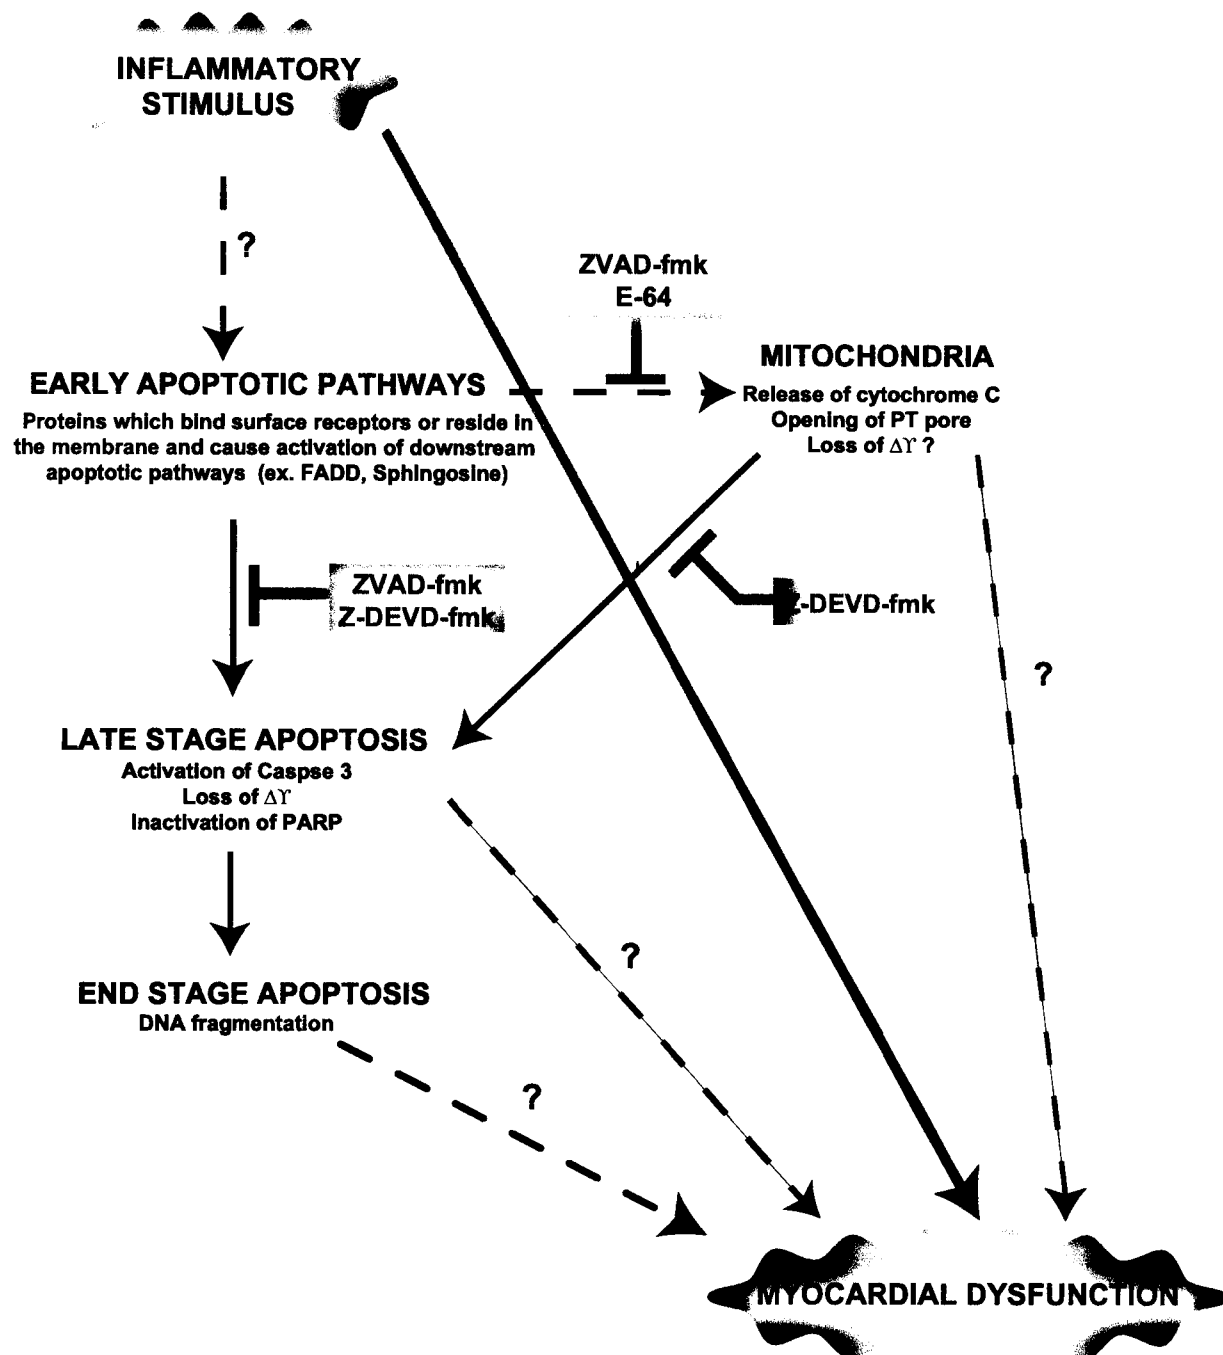 INFLAMMATORY
STIMULUS
?
ZVAD-fmk
E-64
MITOCHONDRIA
Release of cytochrome C
Opening of PT pore
Loss of Δϒ ?
EARLY APOPTOTIC PATHWAYS
Proteins which bind surface receptors or reside in
the membrane and cause activation of downstream
apoptotic pathways (ex. FADD, Sphingosine)
ZVAD-fmk
Z-DEVD-fmk
Z-DEVD-fmk
?
LATE STAGE APOPTOSIS
Activation of Caspse 3
Loss of Δϒ
Inactivation of PARP
?
END STAGE APOPTOSIS
DNA fragmentation
?
MYOCARDIAL DYSFUNCTION